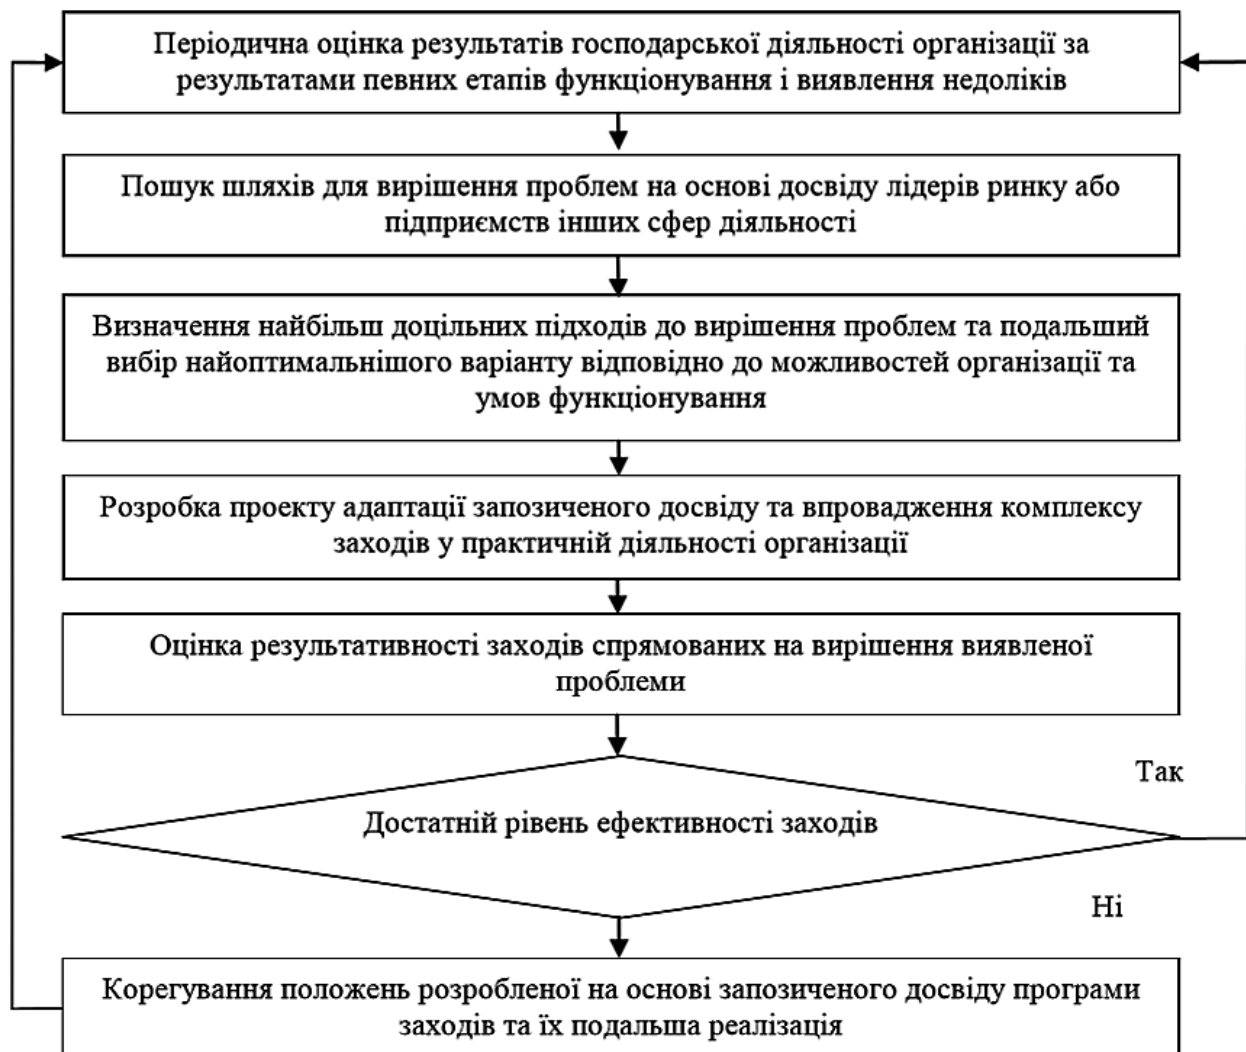 Періодична оцінка результатів господарської діяльності організації за
результатами певних етапів функціонування і виявлення недоліків
Пошук шляхів для вирішення проблем на основі досвіду лідерів ринку або
підприємств інших сфер діяльності
Визначення найбільш доцільних підходів до вирішення проблем та подальший
вибір найоптимальнішого варіанту відповідно до можливостей організації та
умов функціонування
Розробка проекту адаптації запозиченого досвіду та впровадження комплексу
заходів у практичній діяльності організації
Оцінка результативності заходів спрямованих на вирішення виявленої
проблеми
Так
Достатній рівень ефективності заходів
Ні
Корегування положень розробленої на основі запозиченого досвіду програми
заходів та їх подальша реалізація